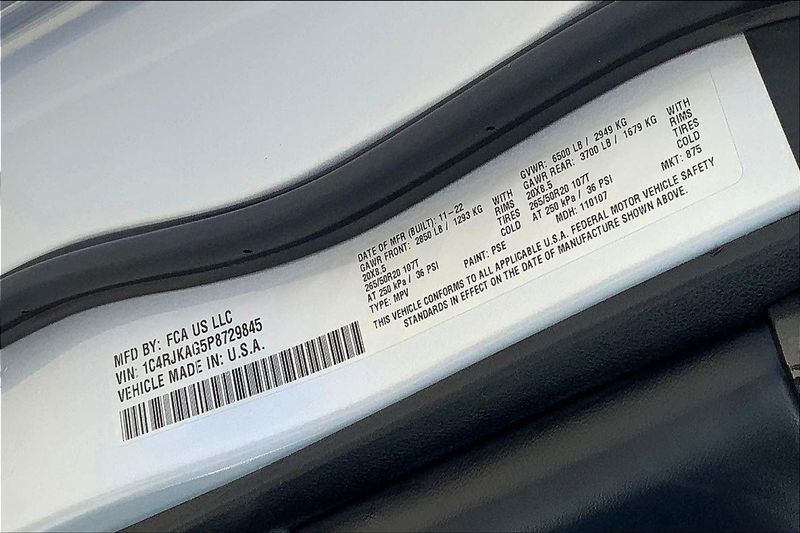 MFD BY: FCA US LLC
VIN: 1C4RJKAG5P8729845
VEHICLE MADE IN: U.S.A.
DATE OF MFR (BUILT): 11-22
GAWR FRONT: 2850 LB / 1293 KG WITH
20X8.5 RIMS
265/50R20 107T TIRES
AT 250 kPa / 36 PSI COLD
TYPE: MPV PAINT: PSE
GVWR: 6500 LB / 2949 KG
GAWR REAR: 3700 LB / 1679 KG WITH
20X8.5 RIMS
265/50R20 107T TIRES
AT 250 kPa / 36 PSI COLD
MDH: 110107 MKT: 875
THIS VEHICLE CONFORMS TO ALL APPLICABLE U.S.A. FEDERAL MOTOR VEHICLE SAFETY
STANDARDS IN EFFECT ON THE DATE OF MANUFACTURE SHOWN ABOVE.